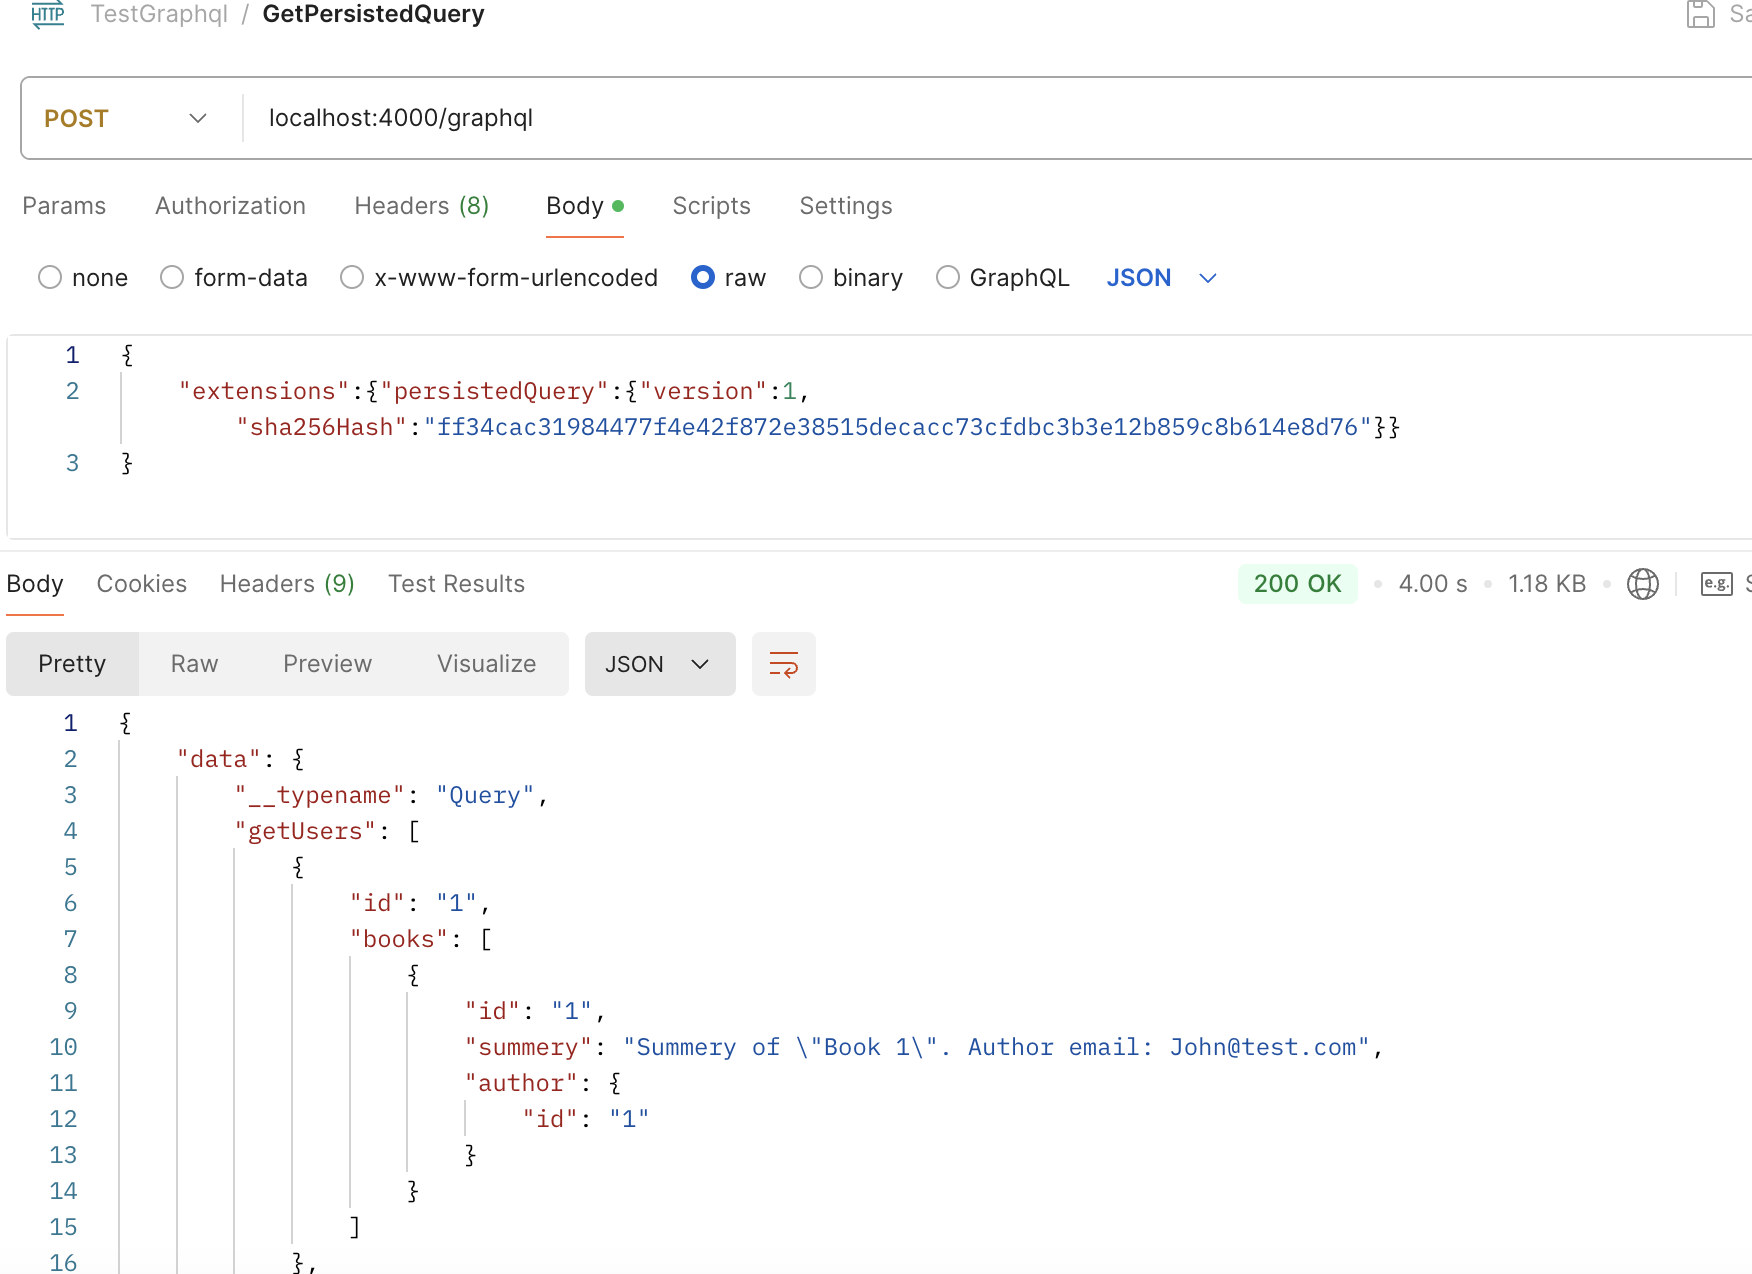 HTTP TestGraphql / GetPersistedQuery Sa
POST localhost:4000/graphql
Params Authorization Headers (8) Body Scripts Settings
none form-data x-www-form-urlencoded raw binary GraphQL JSON
1 {
2 "extensions":{"persistedQuery":{"version":1,
"sha256Hash":"ff34cac31984477f4e42f872e38515decacc73cfdbc3b3e12b859c8b614e8d76"}}
3 }
Body Cookies Headers (9) Test Results 200 OK • 4.00 s • 1.18 KB • e.g. S
Pretty Raw Preview Visualize JSON
1 {
2 "data": {
3 "__typename": "Query",
4 "getUsers": [
5 {
6 "id": "1",
7 "books": [
8 {
9 "id": "1",
10 "summery": "Summery of \"Book 1\". Author email: John@test.com",
11 "author": {
12 "id": "1"
13 }
14 }
15 ]
16 },